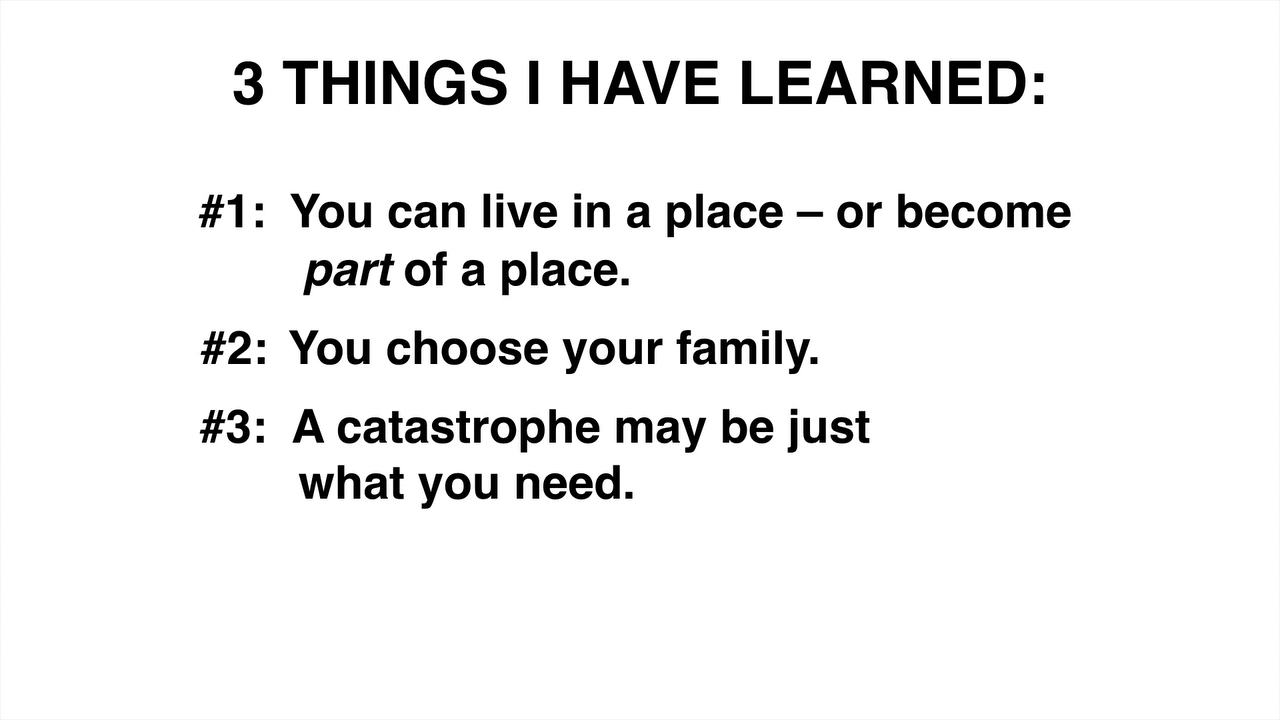 3 THINGS I HAVE LEARNED:
#1: You can live in a place – or become
part of a place.
#2: You choose your family.
#3: A catastrophe may be just
what you need.